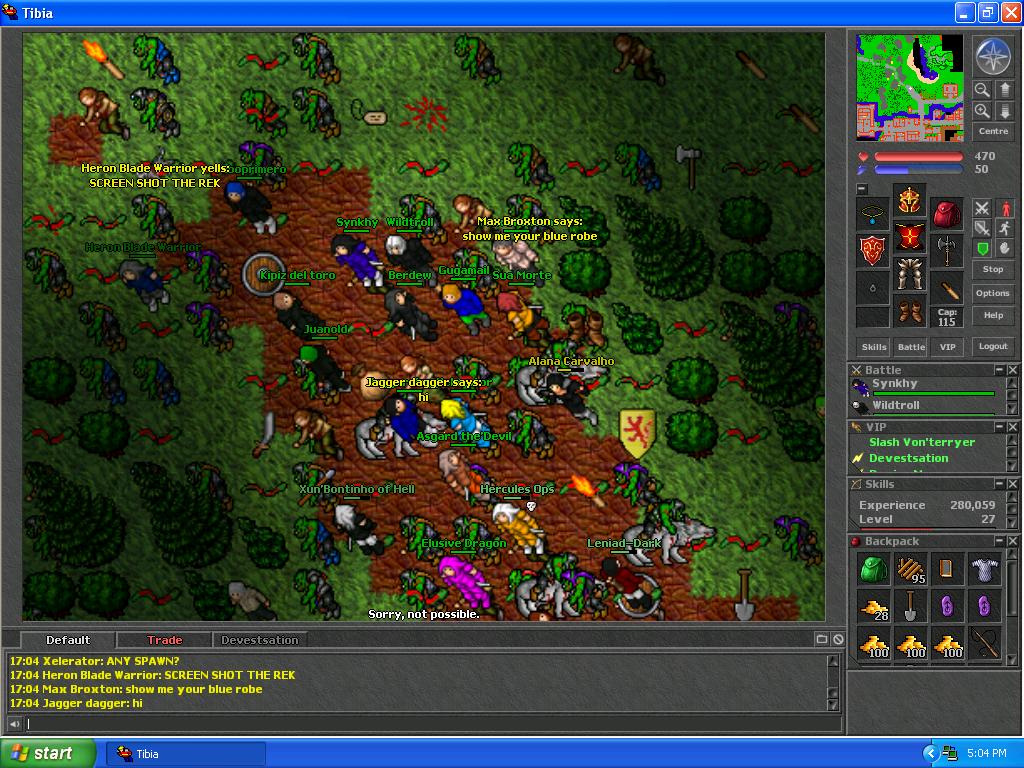 Tibia
Heron Blade Warrior yells:
SCREEN SHOT THE REK
Synkhy Wildtroll
Max Broxton says:
show me your blue robe
Heron Blade Warrior
Kipiz del toro
Berdew
Gugamail
Sua Morte
Juanold
Alana Carvalho
Jagger dagger says:
hi
Asgard the Devil
Xun'Bontinho of Hell
Hercules Ops
Elusive Dragon
Leniad-Dark
Sorry, not possible.
Centre
470
50
Stop
Options
Cap:
115
Help
Skills Battle VIP Logout
Battle
Synkhy
Wildtroll
VIP
Slash Von'terryer
Devestsation
Skills
Experience 280,059
Level 27
Backpack
95
28
100 100 100
Default Trade Devestsation
17:04 Xelerator: ANY SPAWN?
17:04 Heron Blade Warrior: SCREEN SHOT THE REK
17:04 Max Broxton: show me your blue robe
17:04 Jagger dagger: hi
start Tibia 5:04 PM